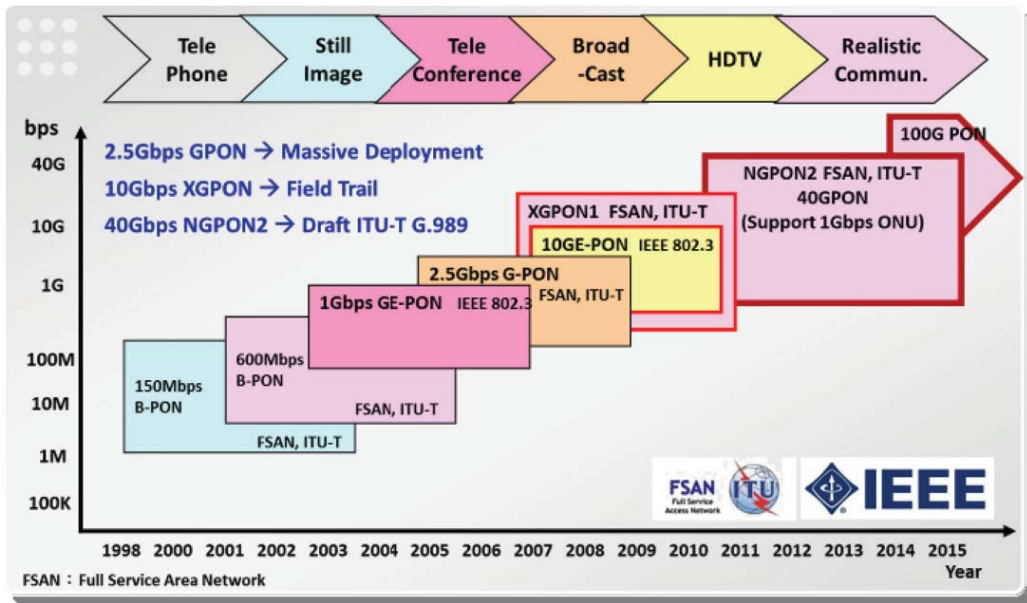 Tele
Phone
Still
Image
Tele
Conference
Broad
-Cast
HDTV
Realistic
Commun.
bps
40G
10G
1G
100M
10M
1M
100K
2.5Gbps GPON → Massive Deployment
10Gbps XGPON → Field Trail
40Gbps NGPON2 → Draft ITU-T G.989
100G PON
NGPON2 FSAN, ITU-T
40GPON
(Support 1Gbps ONU)
XGPON1 FSAN, ITU-T
10GE-PON IEEE 802.3
2.5Gbps G-PON
FSAN, ITU-T
1Gbps GE-PON IEEE 802.3
600Mbps
B-PON
FSAN, ITU-T
150Mbps
B-PON
FSAN, ITU-T
FSAN
Full Service
Access Network
ITU
IEEE
1998 2000 2001 2002 2003 2004 2005 2006 2007 2008 2009 2010 2011 2012 2013 2014 2015
Year
FSAN : Full Service Area Network